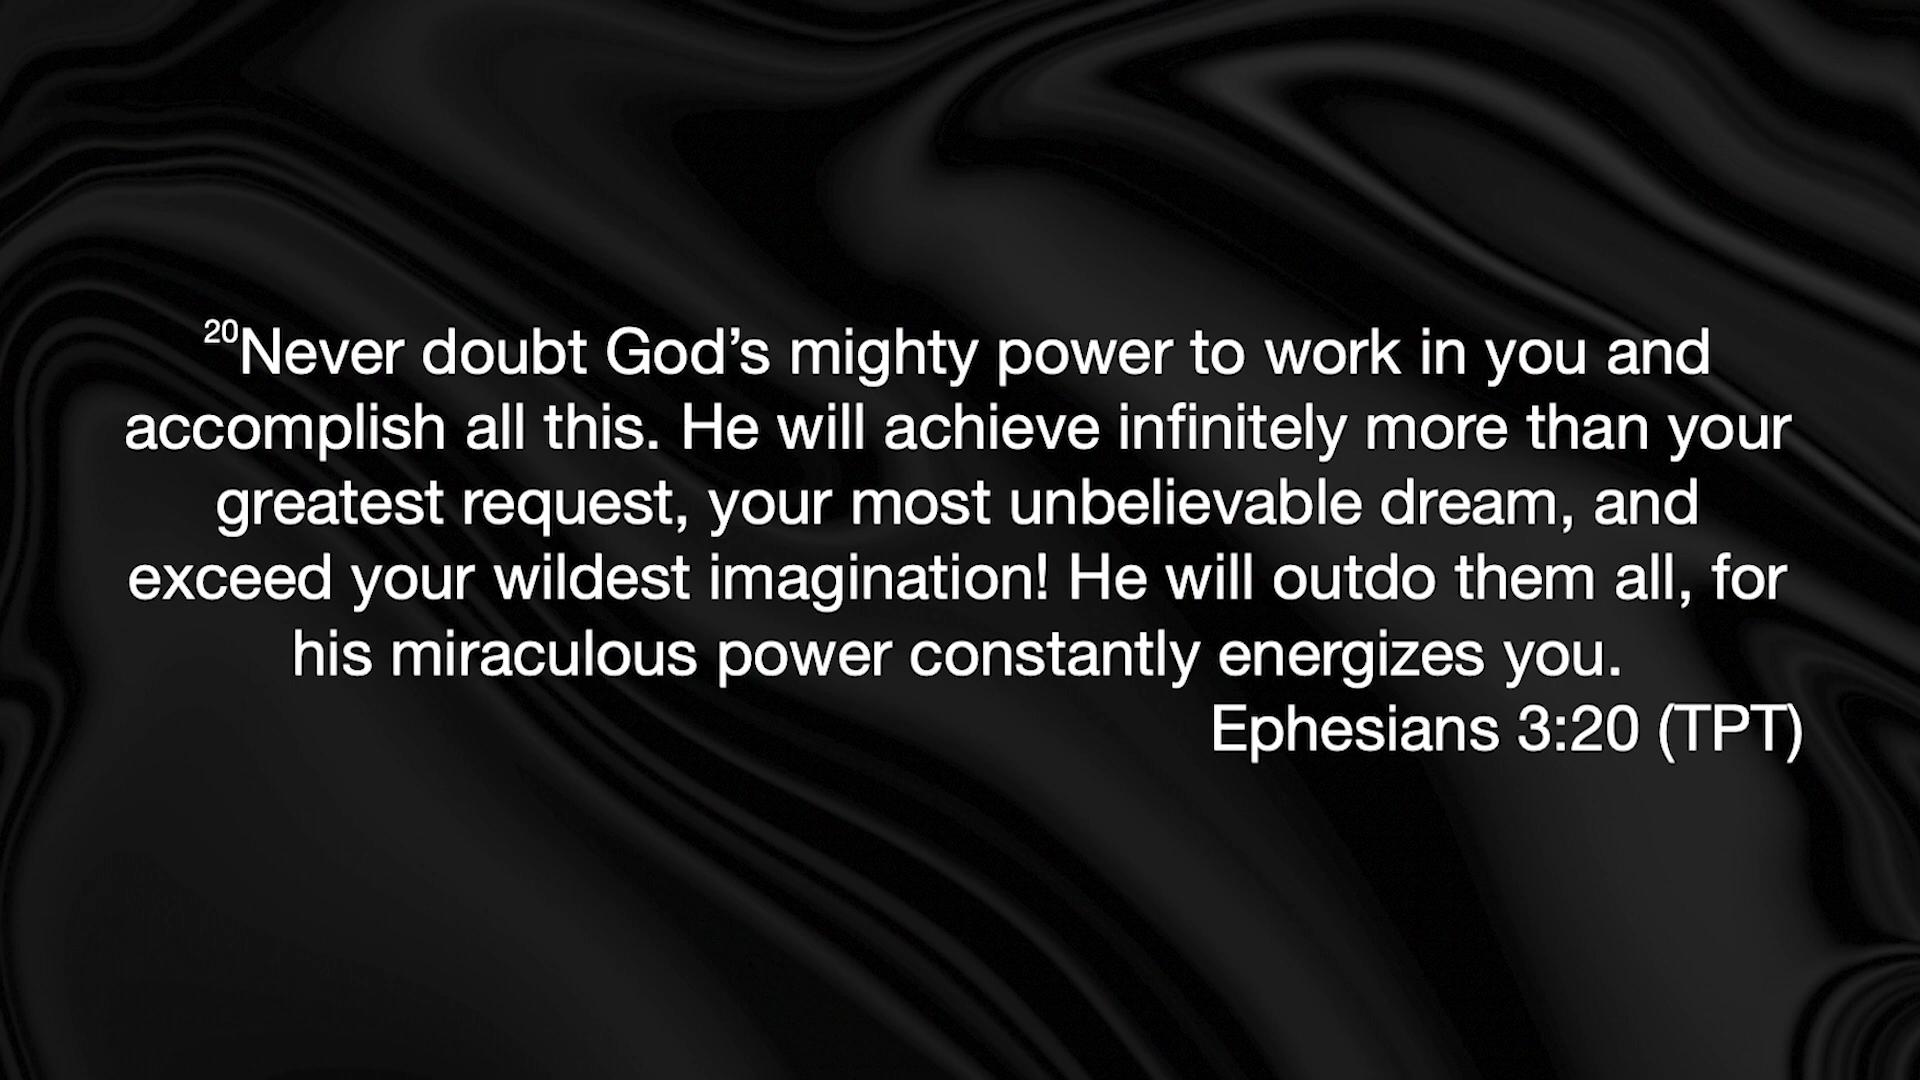 20Never doubt God’s mighty power to work in you and
accomplish all this. He will achieve infinitely more than your
greatest request, your most unbelievable dream, and
exceed your wildest imagination! He will outdo them all, for
his miraculous power constantly energizes you.
Ephesians 3:20 (TPT)